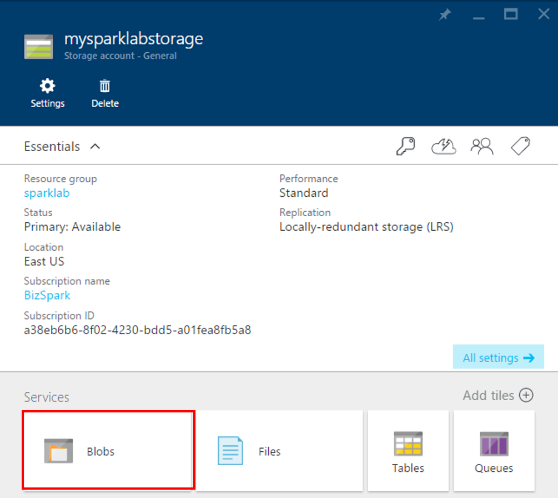 mysparklabstorage
Storage account - General
Settings
Delete
Essentials
Resource group
sparklab
Performance
Standard
Status
Primary: Available
Replication
Locally-redundant storage (LRS)
Location
East US
Subscription name
BizSpark
Subscription ID
a38eb6b6-8f02-4230-bdd5-a01fea8fb5a8
All settings
Services
Add tiles
Blobs
Files
Tables
Queues